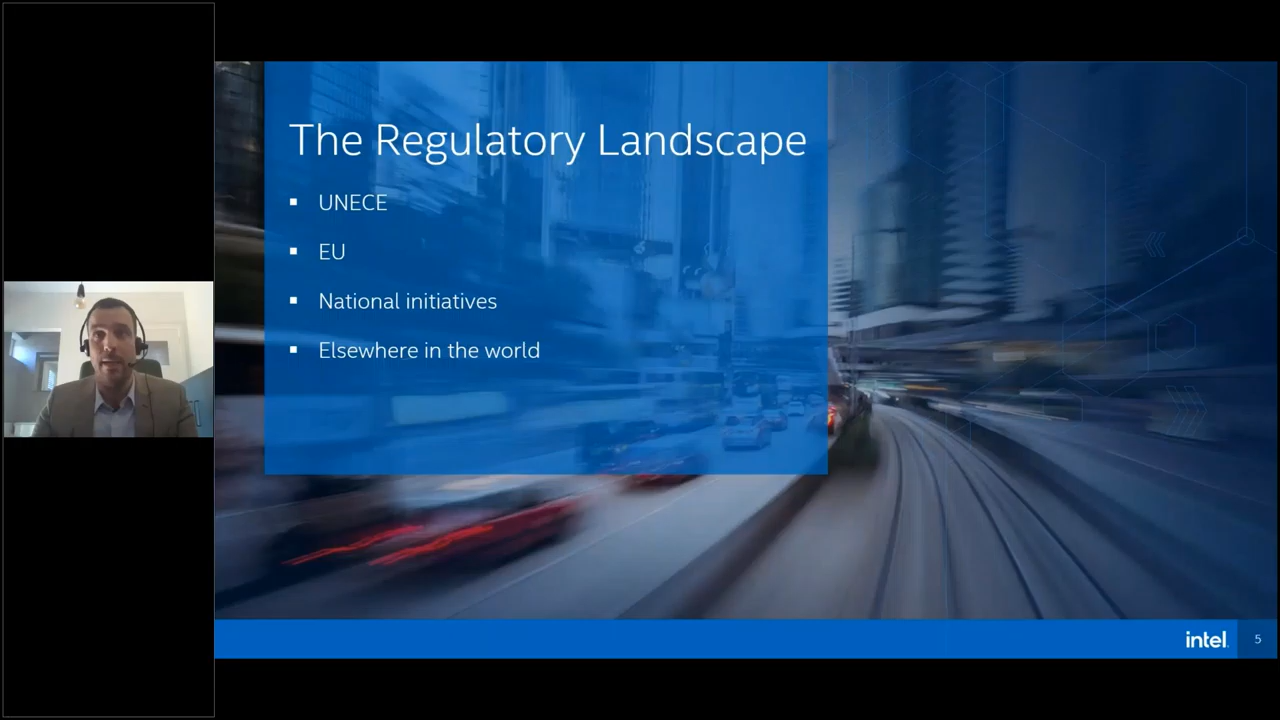 The Regulatory Landscape
▪ UNECE
▪ EU
▪ National initiatives
▪ Elsewhere in the world
intel. 5